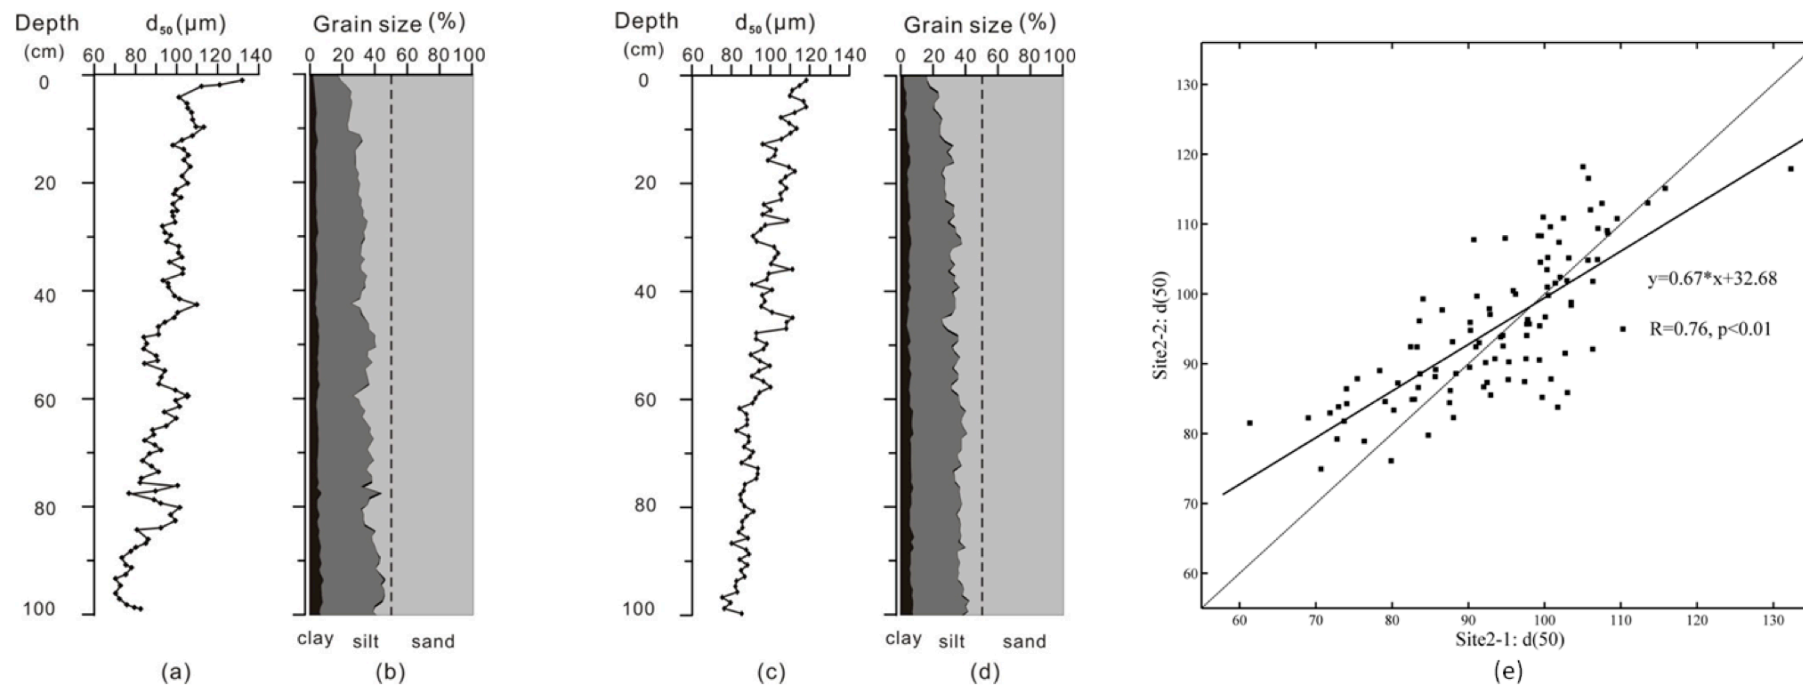 Depth
(cm)
d₅₀ (μm)
60 80 100 120 140
0
20
40
60
80
100
(a)
Grain size (%)
0 20 40 60 80 100
clay silt sand
(b)
Depth
(cm)
d₅₀ (μm)
60 80 100 120 140
0
20
40
60
80
100
(c)
Grain size (%)
0 20 40 60 80 100
clay silt sand
(d)
130
120
110
100
90
80
70
60
Site2-2: d(50)
y=0.67*x+32.68
R=0.76, p<0.01
60 70 80 90 100 110 120 130
Site2-1: d(50)
(e)